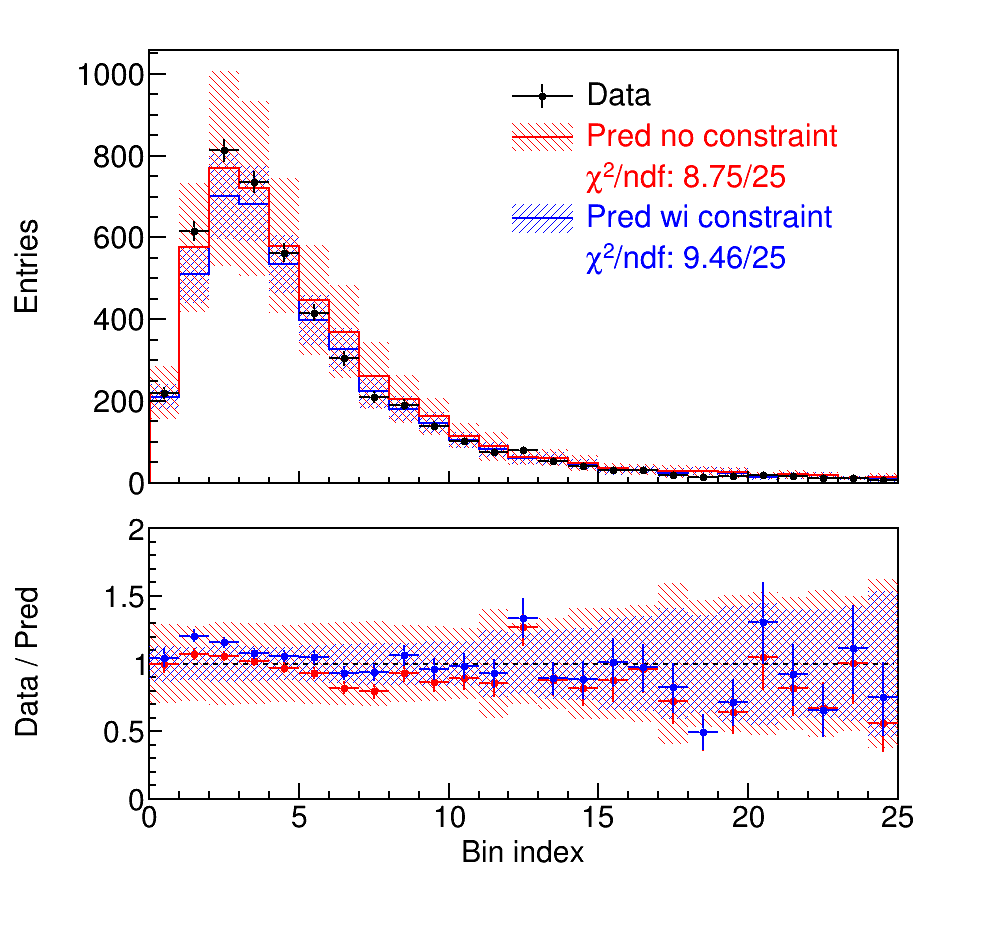 Entries
1000
800
600
400
200
0
Data
Pred no constraint
χ²/ndf: 8.75/25
Pred wi constraint
χ²/ndf: 9.46/25
Data / Pred
2
1.5
1
0.5
0
0 5 10 15 20 25
Bin index